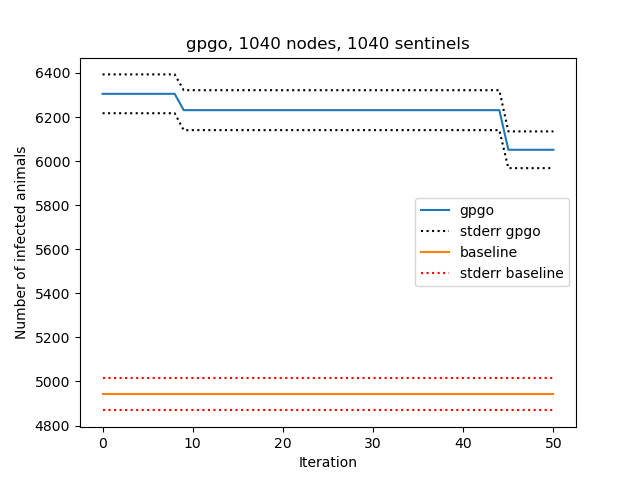 gpgo, 1040 nodes, 1040 sentinels
Number of infected animals
6400
6200
6000
5800
5600
5400
5200
5000
4800
gpgo
stderr gpgo
baseline
stderr baseline
0 10 20 30 40 50
Iteration